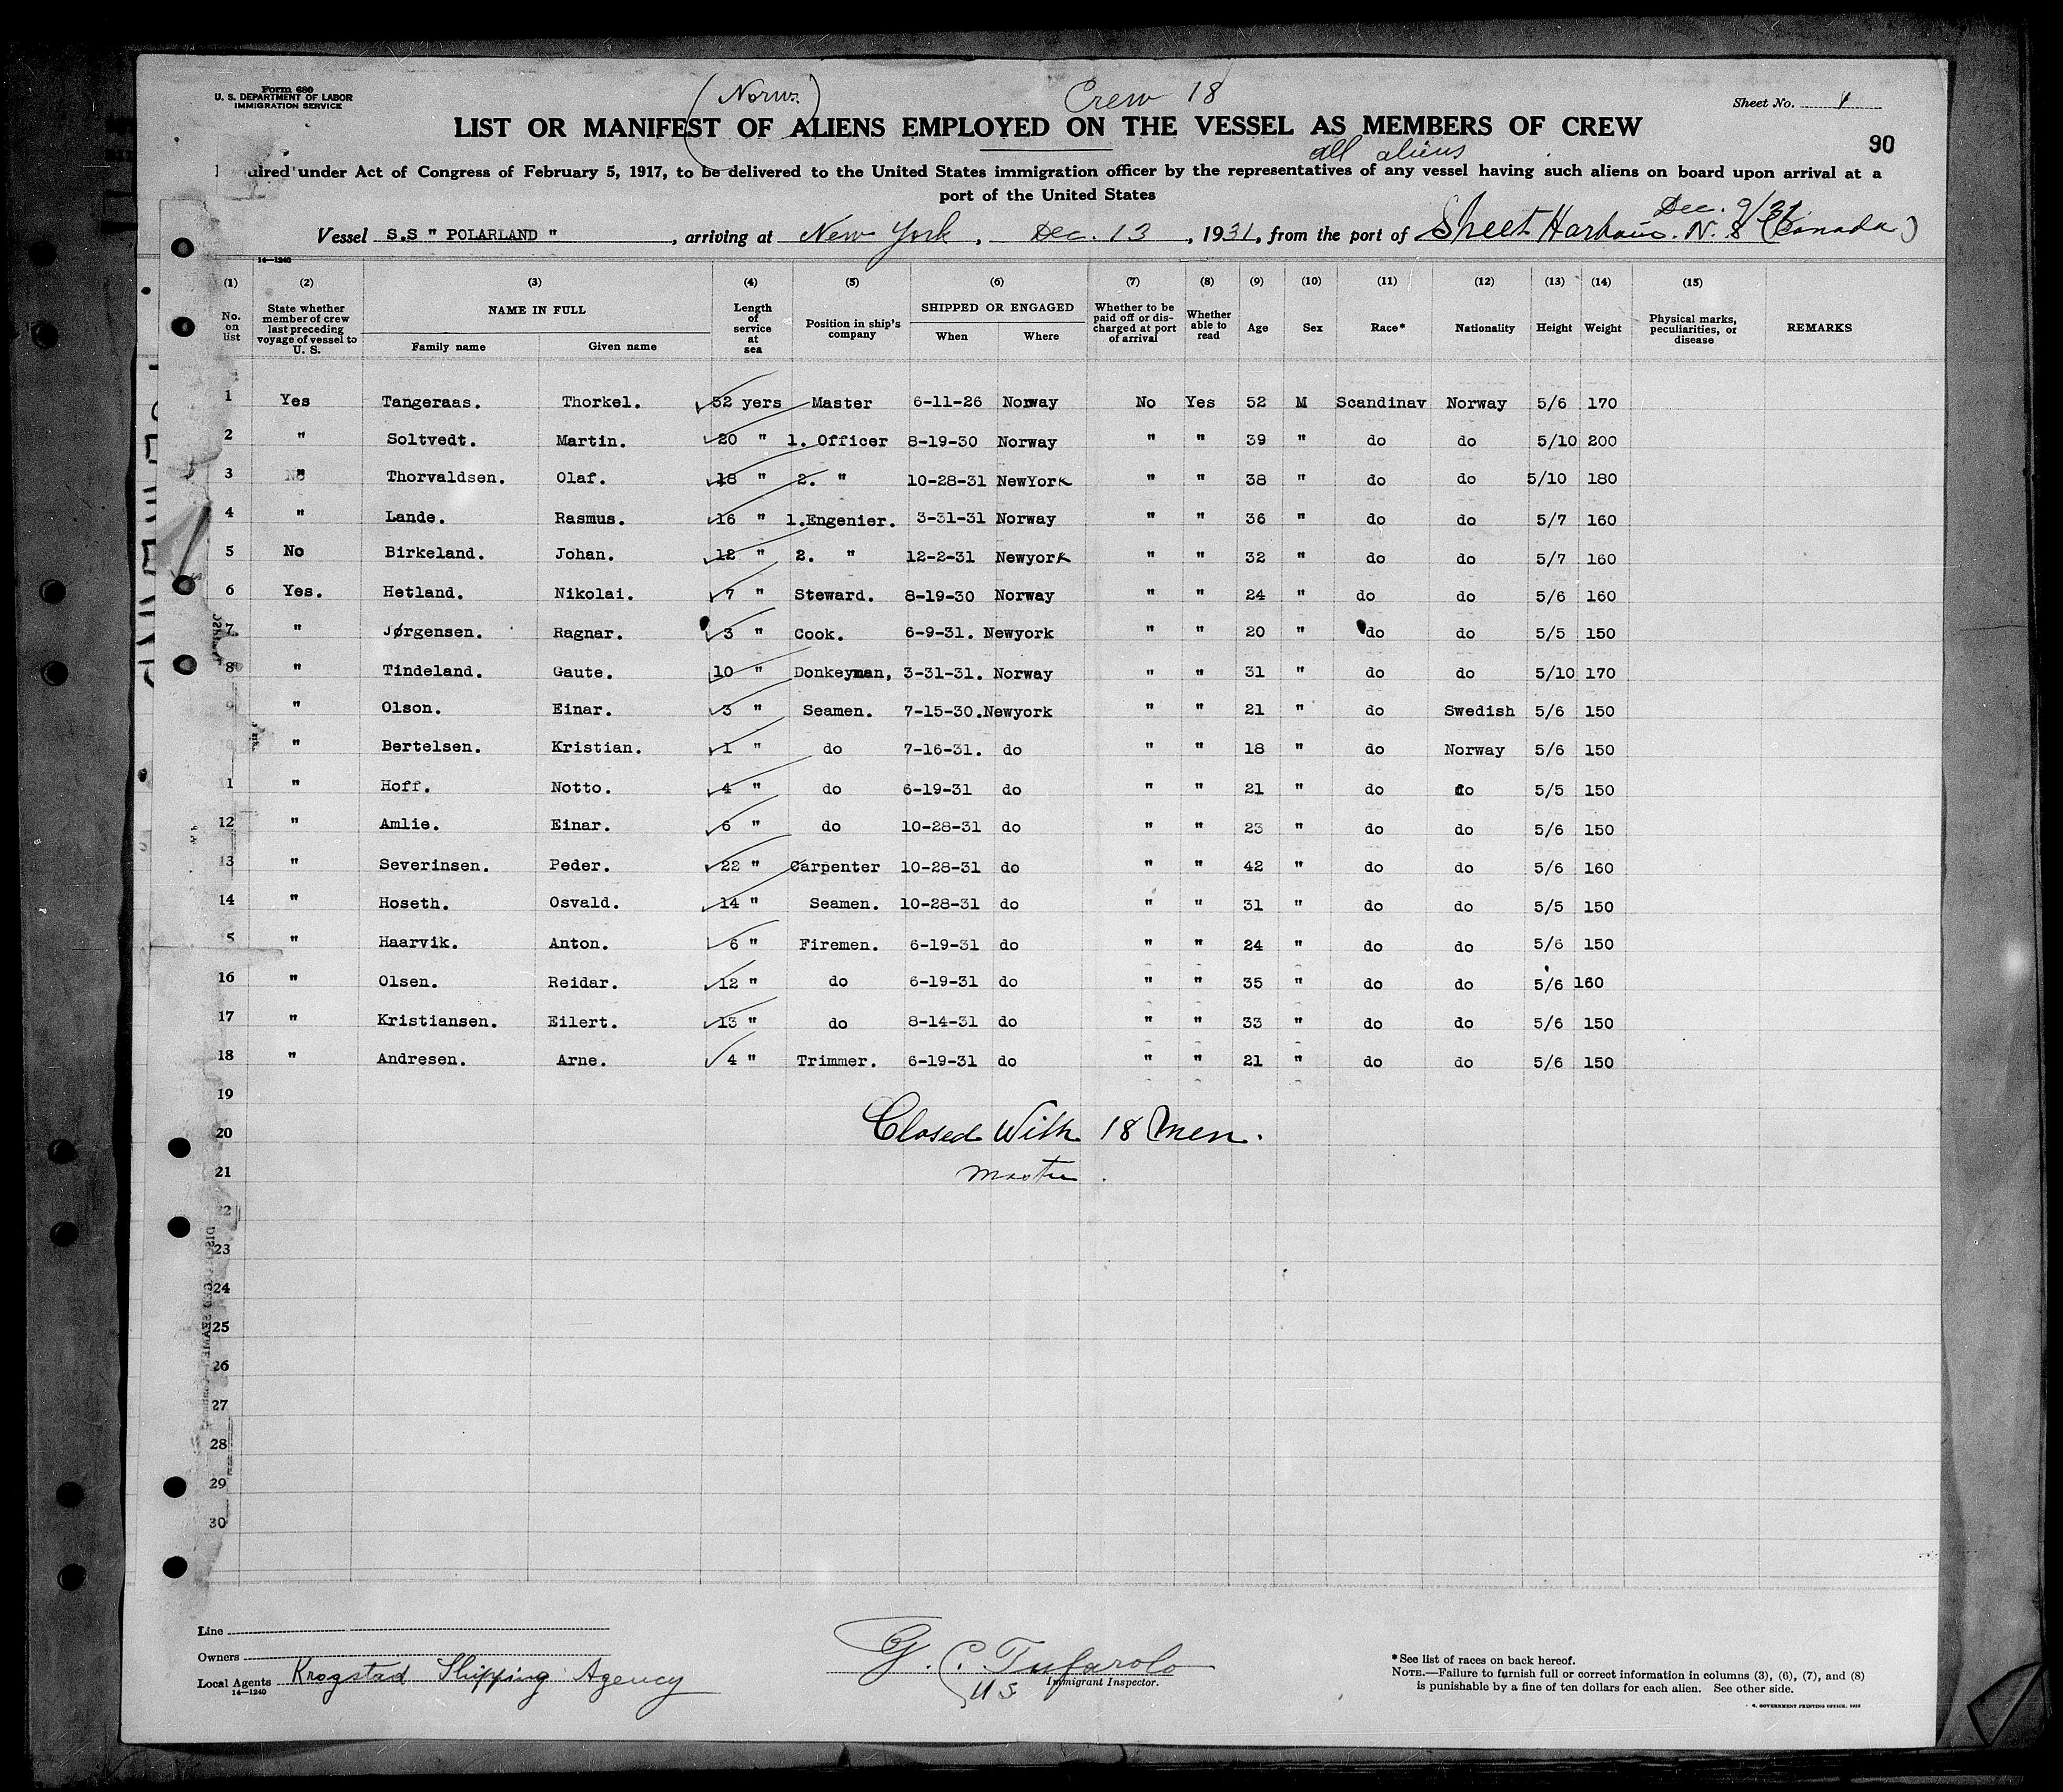 Form 680
U. S. DEPARTMENT OF LABOR
IMMIGRATION SERVICE
(Norw.)
Crew 18
Sheet No. 1
LIST OR MANIFEST OF ALIENS EMPLOYED ON THE VESSEL AS MEMBERS OF CREW
90
all aliens
uired under Act of Congress of February 5, 1917, to be delivered to the United States immigration officer by the representatives of any vessel having such aliens on board upon arrival at a
port of the United States
Dec. 9/31
Vessel S.S " POLARLAND " , arriving at New York , Dec. 13 , 1931, from the port of Sheet Harbour. N. S (Canada)
14—1240
(1) (2) (3) (4) (5) (6) (7) (8) (9) (10) (11) (12) (13) (14) (15)
No. on list State whether member of crew last preceding voyage of vessel to U. S. NAME IN FULL Family name Given name Length of service at sea Position in ship's company SHIPPED OR ENGAGED When Where Whether to be paid off or discharged at port of arrival Whether able to read Age Sex Race* Nationality Height Weight Physical marks, peculiarities, or disease REMARKS
1 Yes Tangeraas. Thorkel. 32 yers Master 6-11-26 Norway No Yes 52 M Scandinav Norway 5/6 170
2 " Soltvedt. Martin. 20 " 1. Officer 8-19-30 Norway " " 39 " do do 5/10 200
3 " Thorvaldsen. Olaf. 18 " 2. " 10-28-31 NewYork " " 38 " do do 5/10 180
4 " Lande. Rasmus. 16 " 1.Engenier. 3-31-31 Norway " " 36 " do do 5/7 160
5 No Birkeland. Johan. 12 " 2. " 12-2-31 Newyork " " 32 " do do 5/7 160
6 Yes. Hetland. Nikolai. 7 " Steward. 8-19-30 Norway " " 24 " do do 5/6 160
7 " Jørgensen. Ragnar. 3 " Cook. 6-9-31. Newyork " " 20 " do do 5/5 150
8 " Tindeland. Gaute. 10 " Donkeyman, 3-31-31. Norway " " 31 " do do 5/10 170
9 " Olson. Einar. 3 " Seamen. 7-15-30. Newyork " " 21 " do Swedish 5/6 150
" Bertelsen. Kristian. 1 " do 7-16-31. do " " 18 " do Norway 5/6 150
1 " Hoff. Notto. 4 " do 6-19-31 do " " 21 " do do 5/5 150
12 " Amlie. Einar. 6 " do 10-28-31 do " " 23 " do do 5/6 150
13 " Severinsen. Peder. 22 " Carpenter 10-28-31 do " " 42 " do do 5/6 160
14 " Hoseth. Osvald. 14 " Seamen. 10-28-31 do " " 31 " do do 5/5 150
5 " Haarvik. Anton. 6 " Firemen. 6-19-31 do " " 24 " do do 5/6 150
16 " Olsen. Reidar. 12 " do 6-19-31 do " " 35 " do do 5/6 160
17 " Kristiansen. Eilert. 13 " do 8-14-31 do " " 33 " do do 5/6 150
18 " Andresen. Arne. 4 " Trimmer. 6-19-31 do " " 21 " do do 5/6 150
19
20 Closed With 18 Men.
21 Master.
22
23
24
25
26
27
28
29
30
Line
Owners
Local Agents Krogstad Shipping Agency
14—1240
G. C. Tufarolo
U S Immigrant Inspector.
* See list of races on back hereof.
NOTE.—Failure to furnish full or correct information in columns (3), (6), (7), and (8)
is punishable by a fine of ten dollars for each alien. See other side.